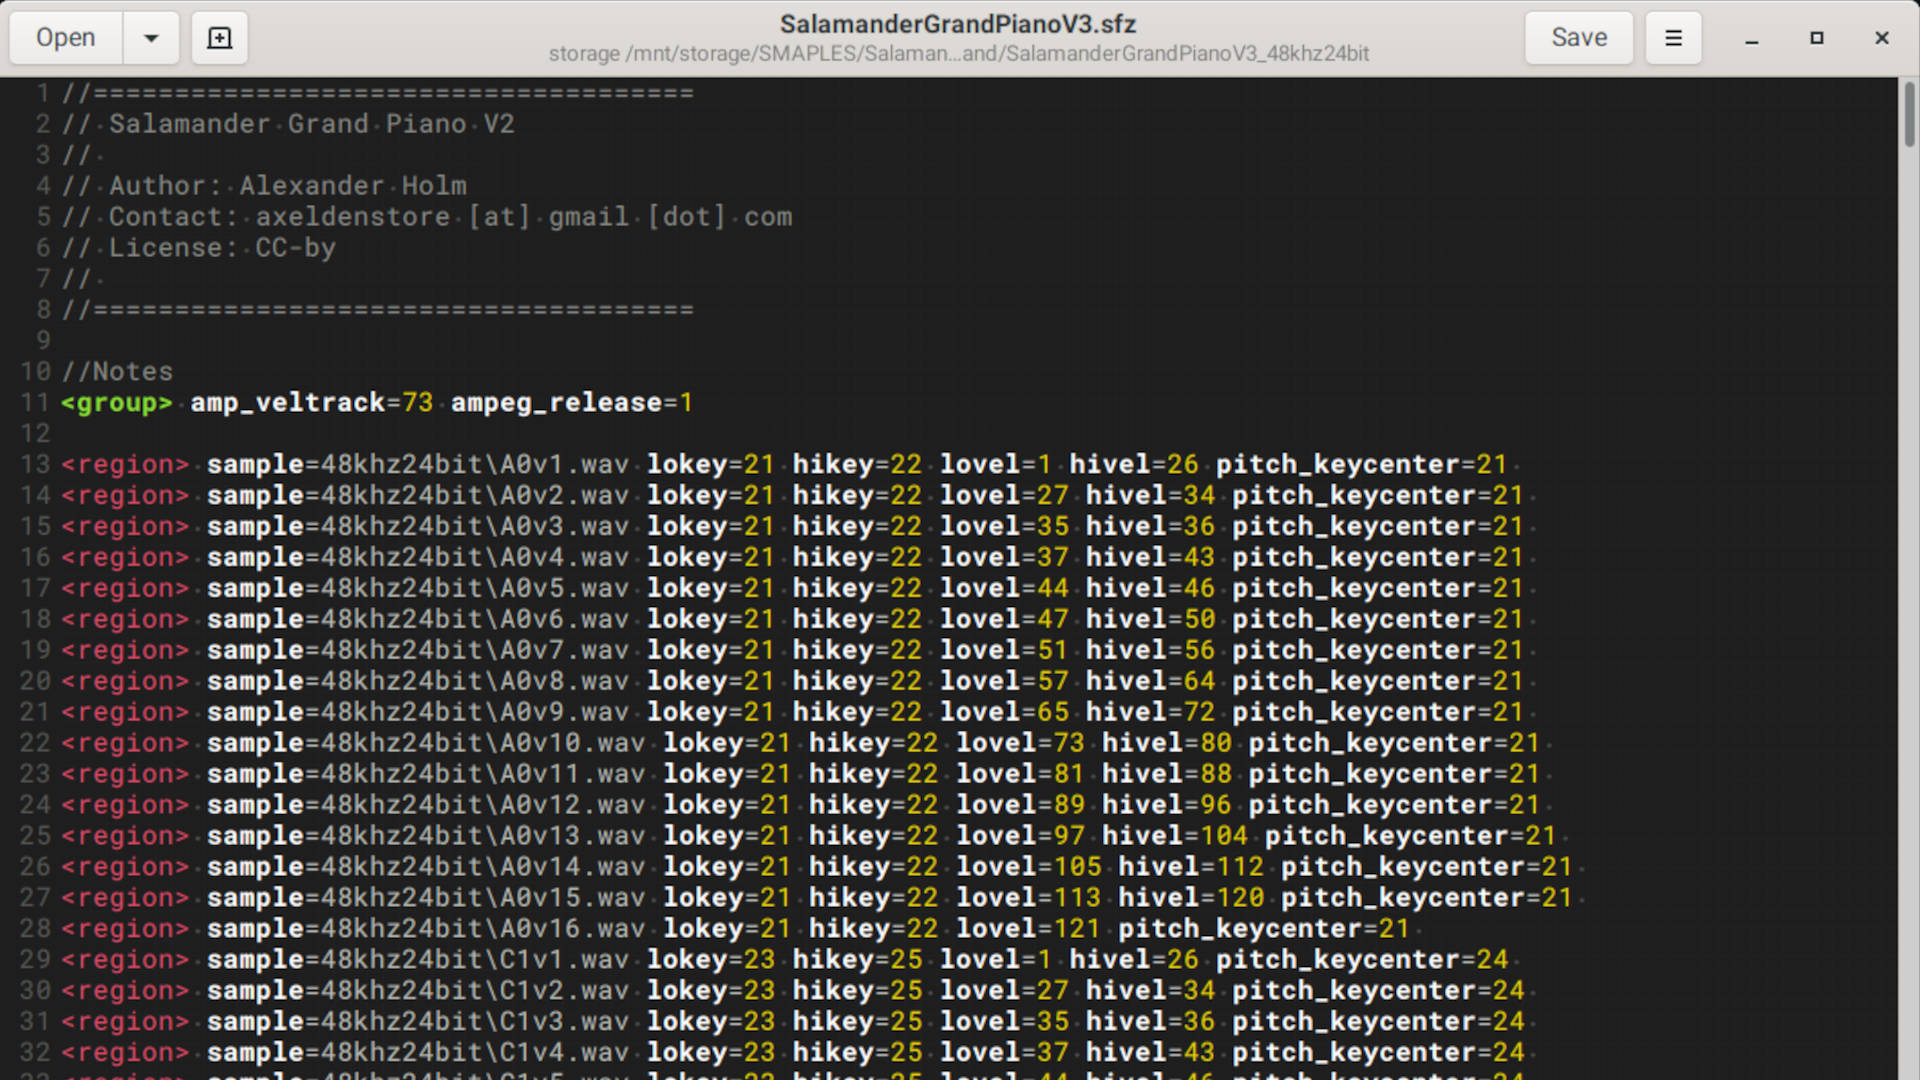 Open
SalamanderGrandPianoV3.sfz
storage /mnt/storage/SMAPLES/Salaman...and/SalamanderGrandPianoV3_48khz24bit
Save
1 //=====================================
2 // Salamander Grand Piano V2
3 //
4 // Author: Alexander Holm
5 // Contact: axeldenstore [at] gmail [dot] com
6 // License: CC-by
7 //
8 //=====================================
9
10 //Notes
11 <group> amp_veltrack=73 ampeg_release=1
12
13 <region> sample=48khz24bit\A0v1.wav lokey=21 hikey=22 lovel=1 hivel=26 pitch_keycenter=21
14 <region> sample=48khz24bit\A0v2.wav lokey=21 hikey=22 lovel=27 hivel=34 pitch_keycenter=21
15 <region> sample=48khz24bit\A0v3.wav lokey=21 hikey=22 lovel=35 hivel=36 pitch_keycenter=21
16 <region> sample=48khz24bit\A0v4.wav lokey=21 hikey=22 lovel=37 hivel=43 pitch_keycenter=21
17 <region> sample=48khz24bit\A0v5.wav lokey=21 hikey=22 lovel=44 hivel=46 pitch_keycenter=21
18 <region> sample=48khz24bit\A0v6.wav lokey=21 hikey=22 lovel=47 hivel=50 pitch_keycenter=21
19 <region> sample=48khz24bit\A0v7.wav lokey=21 hikey=22 lovel=51 hivel=56 pitch_keycenter=21
20 <region> sample=48khz24bit\A0v8.wav lokey=21 hikey=22 lovel=57 hivel=64 pitch_keycenter=21
21 <region> sample=48khz24bit\A0v9.wav lokey=21 hikey=22 lovel=65 hivel=72 pitch_keycenter=21
22 <region> sample=48khz24bit\A0v10.wav lokey=21 hikey=22 lovel=73 hivel=80 pitch_keycenter=21
23 <region> sample=48khz24bit\A0v11.wav lokey=21 hikey=22 lovel=81 hivel=88 pitch_keycenter=21
24 <region> sample=48khz24bit\A0v12.wav lokey=21 hikey=22 lovel=89 hivel=96 pitch_keycenter=21
25 <region> sample=48khz24bit\A0v13.wav lokey=21 hikey=22 lovel=97 hivel=104 pitch_keycenter=21
26 <region> sample=48khz24bit\A0v14.wav lokey=21 hikey=22 lovel=105 hivel=112 pitch_keycenter=21
27 <region> sample=48khz24bit\A0v15.wav lokey=21 hikey=22 lovel=113 hivel=120 pitch_keycenter=21
28 <region> sample=48khz24bit\A0v16.wav lokey=21 hikey=22 lovel=121 pitch_keycenter=21
29 <region> sample=48khz24bit\C1v1.wav lokey=23 hikey=25 lovel=1 hivel=26 pitch_keycenter=24
30 <region> sample=48khz24bit\C1v2.wav lokey=23 hikey=25 lovel=27 hivel=34 pitch_keycenter=24
31 <region> sample=48khz24bit\C1v3.wav lokey=23 hikey=25 lovel=35 hivel=36 pitch_keycenter=24
32 <region> sample=48khz24bit\C1v4.wav lokey=23 hikey=25 lovel=37 hivel=43 pitch_keycenter=24